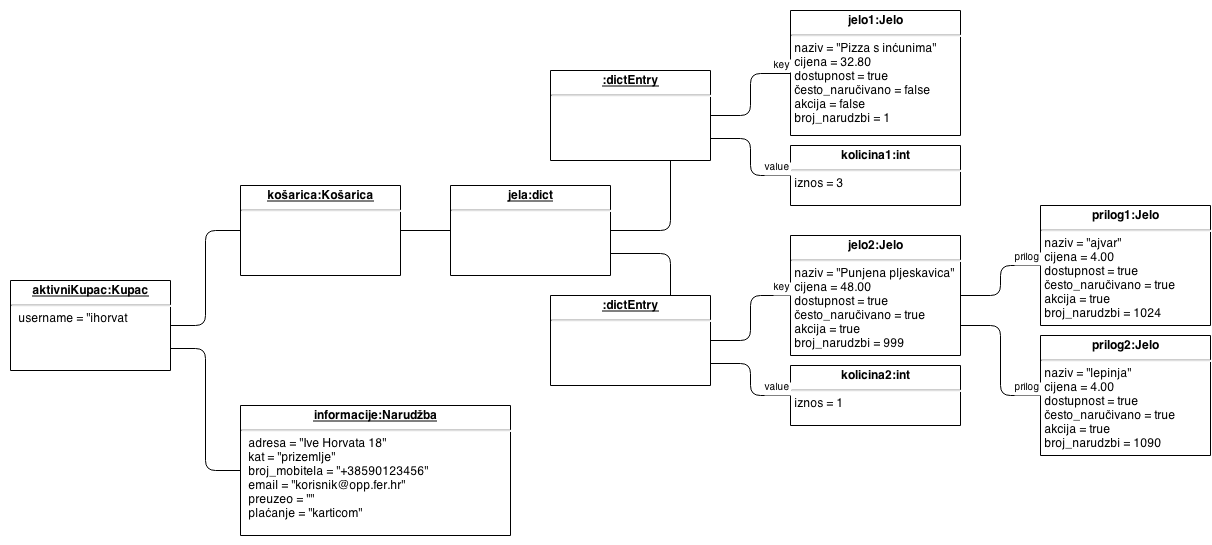 jelo1:Jelo
naziv = "Pizza s inćunima"
cijena = 32.80
dostupnost = true
često_naručivano = false
akcija = false
broj_narudzbi = 1
key
:dictEntry
value
kolicina1:int
iznos = 3
košarica:Košarica
jela:dict
aktivniKupac:Kupac
username = "ihorvat
:dictEntry
jelo2:Jelo
naziv = "Punjena pljeskavica"
cijena = 48.00
dostupnost = true
često_naručivano = true
akcija = true
broj_narudzbi = 999
key
value
kolicina2:int
iznos = 1
prilog
prilog1:Jelo
naziv = "ajvar"
cijena = 4.00
dostupnost = true
često_naručivano = true
akcija = true
broj_narudzbi = 1024
prilog
prilog2:Jelo
naziv = "lepinja"
cijena = 4.00
dostupnost = true
često_naručivano = true
akcija = true
broj_narudzbi = 1090
informacije:Narudžba
adresa = "Ive Horvata 18"
kat = "prizemlje"
broj_mobitela = "+38590123456"
email = "korisnik@opp.fer.hr"
preuzeo = ""
plaćanje = "karticom"